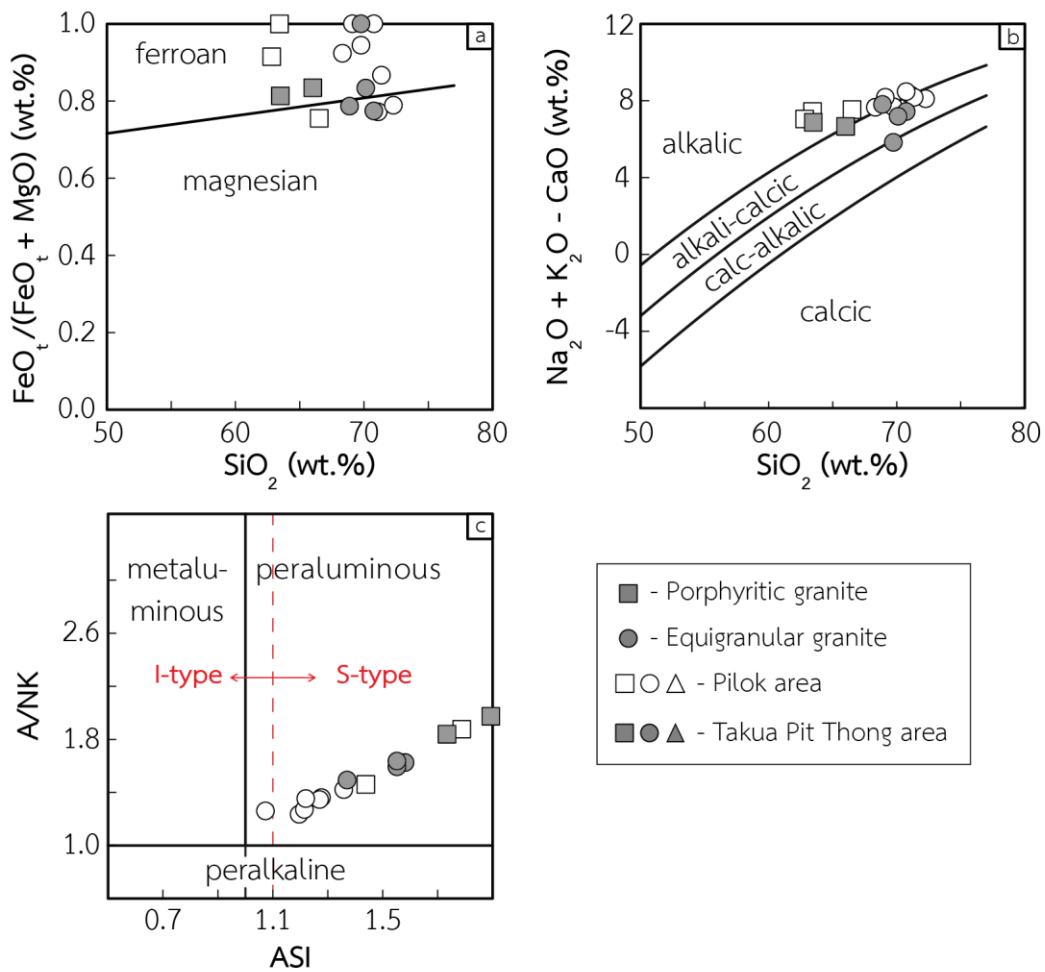 a
ferroan
magnesian
1.0
0.8
0.6
0.4
0.2
0.0
50
60
70
80
FeOt/(FeOt + MgO) (wt.%)
SiO2 (wt.%)
b
alkalic
alkali-calcic
calc-alkalic
calcic
12
8
4
0
-4
50
60
70
80
Na2O + K2O - CaO (wt.%)
SiO2 (wt.%)
c
metalu-
minous
peraluminous
I-type
S-type
peralkaline
2.6
1.8
1.0
0.7
1.1
1.5
A/NK
ASI
- Porphyritic granite
- Equigranular granite
- Pilok area
- Takua Pit Thong area